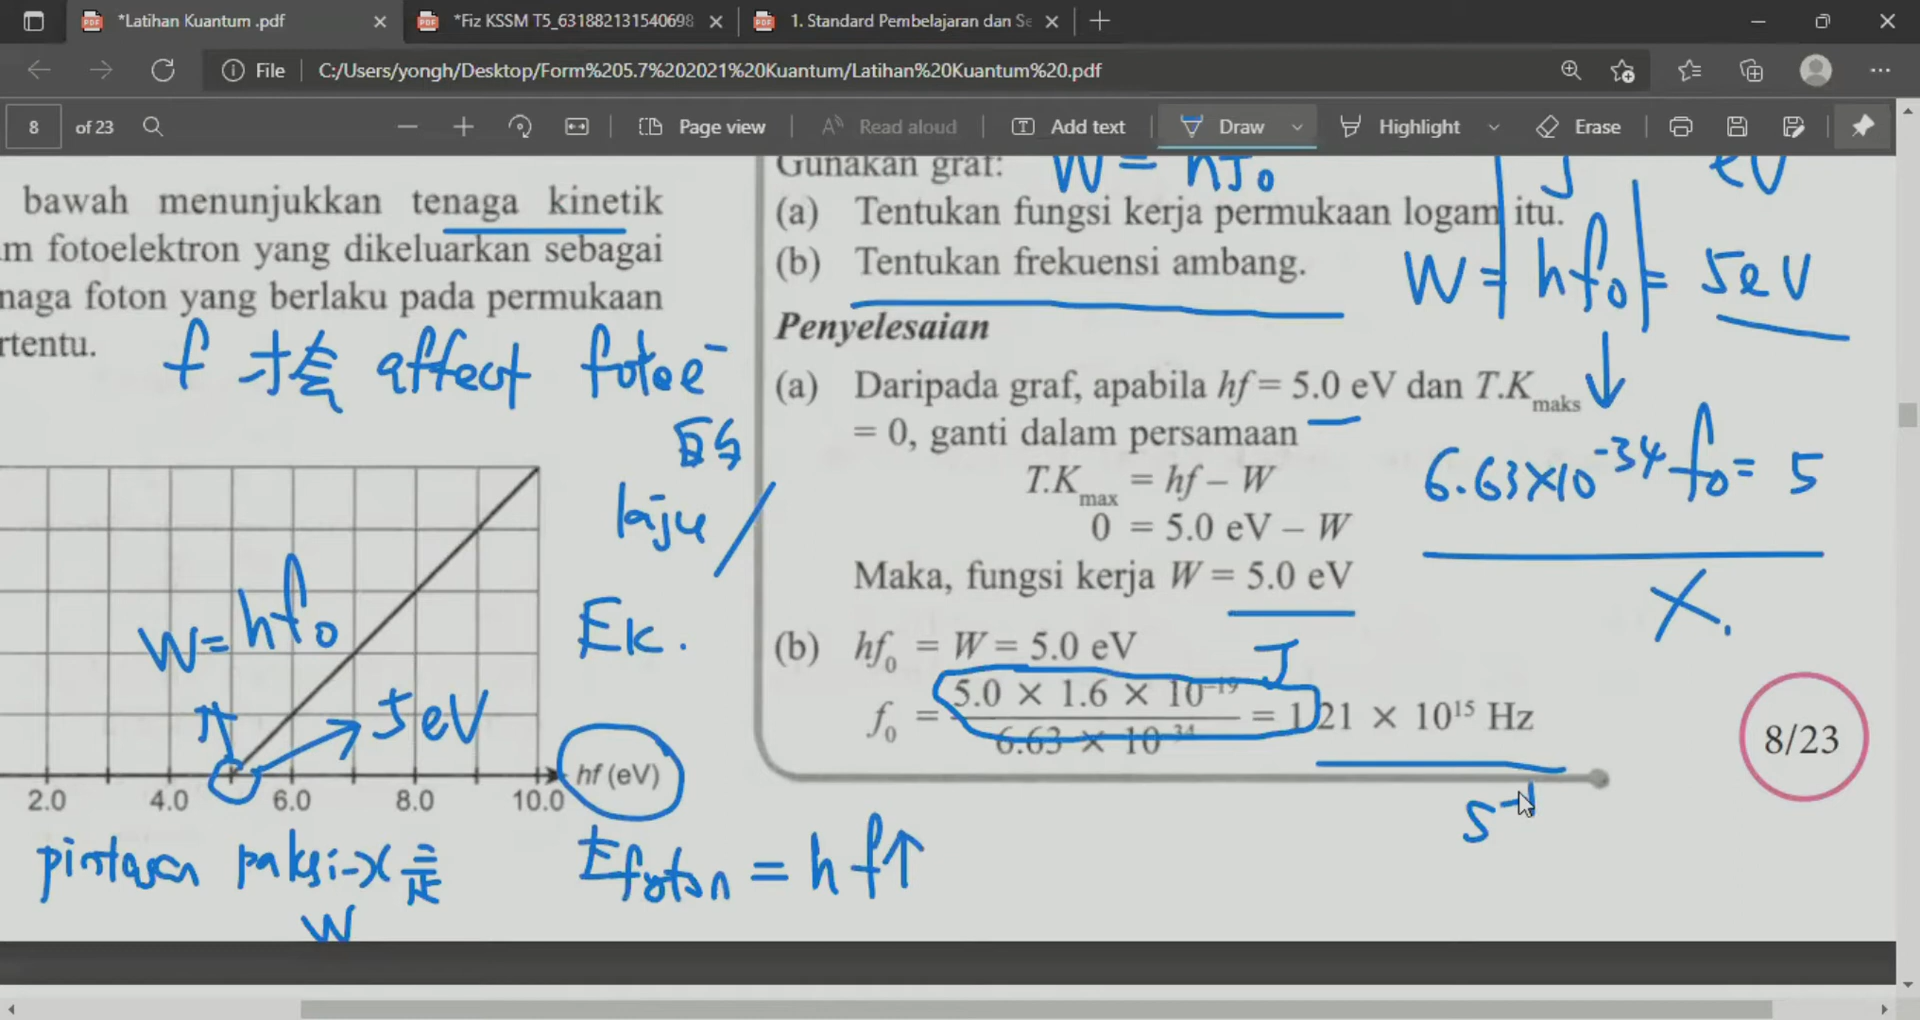 *Latihan Kuantum .pdf
*Fiz KSSM T5_631882131540698
1. Standard Pembelajaran dan Se
File
C:/Users/yongh/Desktop/Form%205.7%202021%20Kuantum/Latihan%20Kuantum%20.pdf
8 of 23
Page view
Read aloud
Add text
Draw
Highlight
Erase
bawah menunjukkan tenaga kinetik
m fotoelektron yang dikeluarkan sebagai
naga foton yang berlaku pada permukaan
rtentu.
f 才能 affect fotoe⁻
的
laju
Ek.
W = hf₀
5eV
hf (eV)
2.0 4.0 6.0 8.0 10.0
pintasan paksi-x 是
W
Efoton = hf↑
Gunakan graf:
W = hf₀
J eV
(a) Tentukan fungsi kerja permukaan logam itu.
(b) Tentukan frekuensi ambang.
W = hf₀ = 5eV
Penyelesaian
(a) Daripada graf, apabila hf = 5.0 eV dan T.K maks
= 0, ganti dalam persamaan
T.K max = hf – W
0 = 5.0 eV – W
Maka, fungsi kerja W = 5.0 eV
6.63×10⁻³⁴f₀ = 5
X.
(b) hf₀ = W = 5.0 eV
J
5.0 × 1.6 × 10⁻¹⁹
f₀ = = 1.21 × 10¹⁵ Hz
6.63 × 10⁻³⁴
s⁻¹
8/23